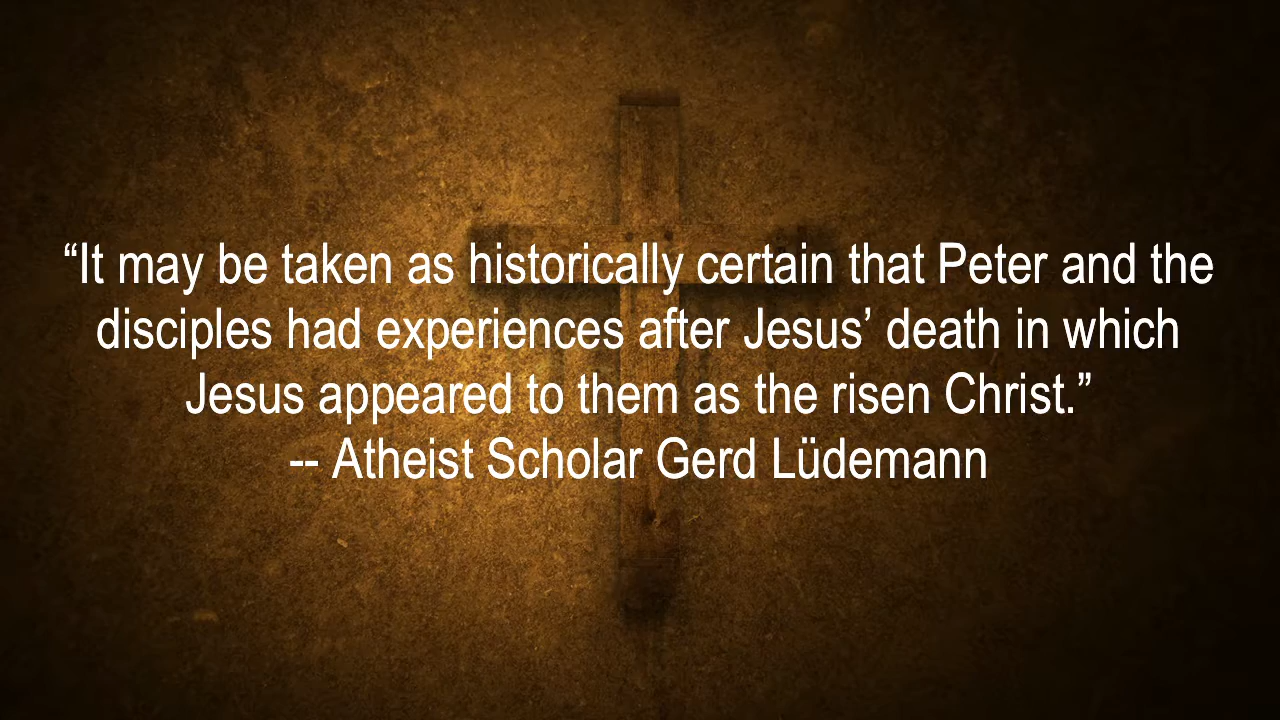 “It may be taken as historically certain that Peter and the
disciples had experiences after Jesus’ death in which
Jesus appeared to them as the risen Christ.”
-- Atheist Scholar Gerd Lüdemann